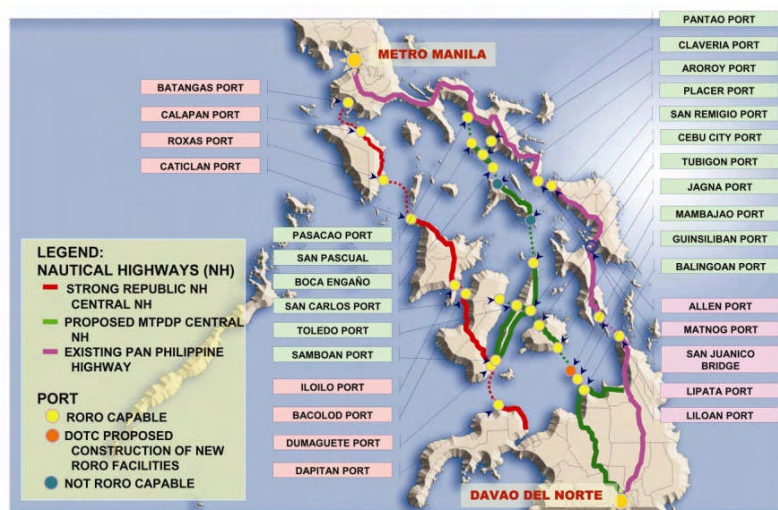 METRO MANILA
BATANGAS PORT
CALAPAN PORT
ROXAS PORT
CATICLAN PORT
PANTAO PORT
CLAVERIA PORT
AROROY PORT
PLACER PORT
SAN REMIGIO PORT
CEBU CITY PORT
TUBIGON PORT
JAGNA PORT
MAMBAJAO PORT
GUINSILIBAN PORT
BALINGOAN PORT
PASACAO PORT
SAN PASCUAL
BOCA ENGAÑO
SAN CARLOS PORT
TOLEDO PORT
SAMBOAN PORT
ILOILO PORT
BACOLOD PORT
DUMAGUETE PORT
DAPITAN PORT
ALLEN PORT
MATNOG PORT
SAN JUANICO
BRIDGE
LIPATA PORT
LILOAN PORT
LEGEND:
NAUTICAL HIGHWAYS (NH)
STRONG REPUBLIC NH
CENTRAL NH
PROPOSED MTPDP CENTRAL
NH
EXISTING PAN PHILIPPINE
HIGHWAY
PORT
RORO CAPABLE
DOTC PROPOSED
CONSTRUCTION OF NEW
RORO FACILITIES
NOT RORO CAPABLE
DAVAO DEL NORTE